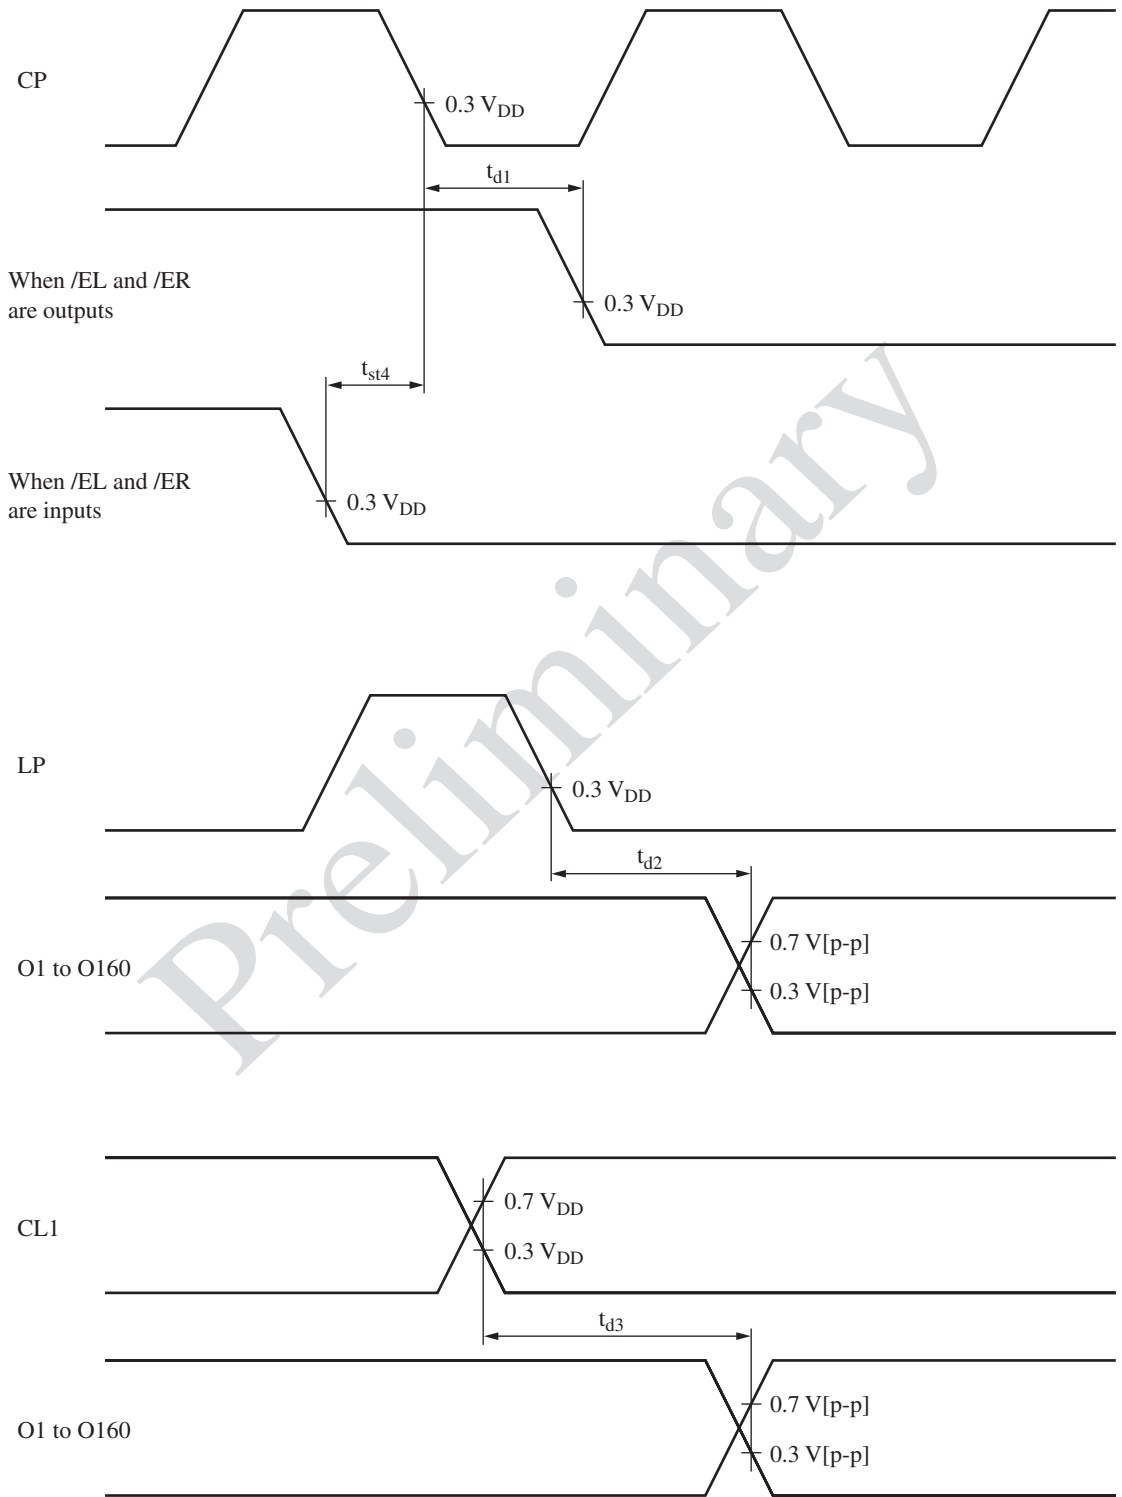 CP
0.3 VDD
td1
When /EL and /ER
are outputs
0.3 VDD
tst4
When /EL and /ER
are inputs
0.3 VDD
Preliminary
LP
0.3 VDD
td2
0.7 V[p-p]
O1 to O160
0.3 V[p-p]
0.7 VDD
CL1
0.3 VDD
td3
0.7 V[p-p]
O1 to O160
0.3 V[p-p]